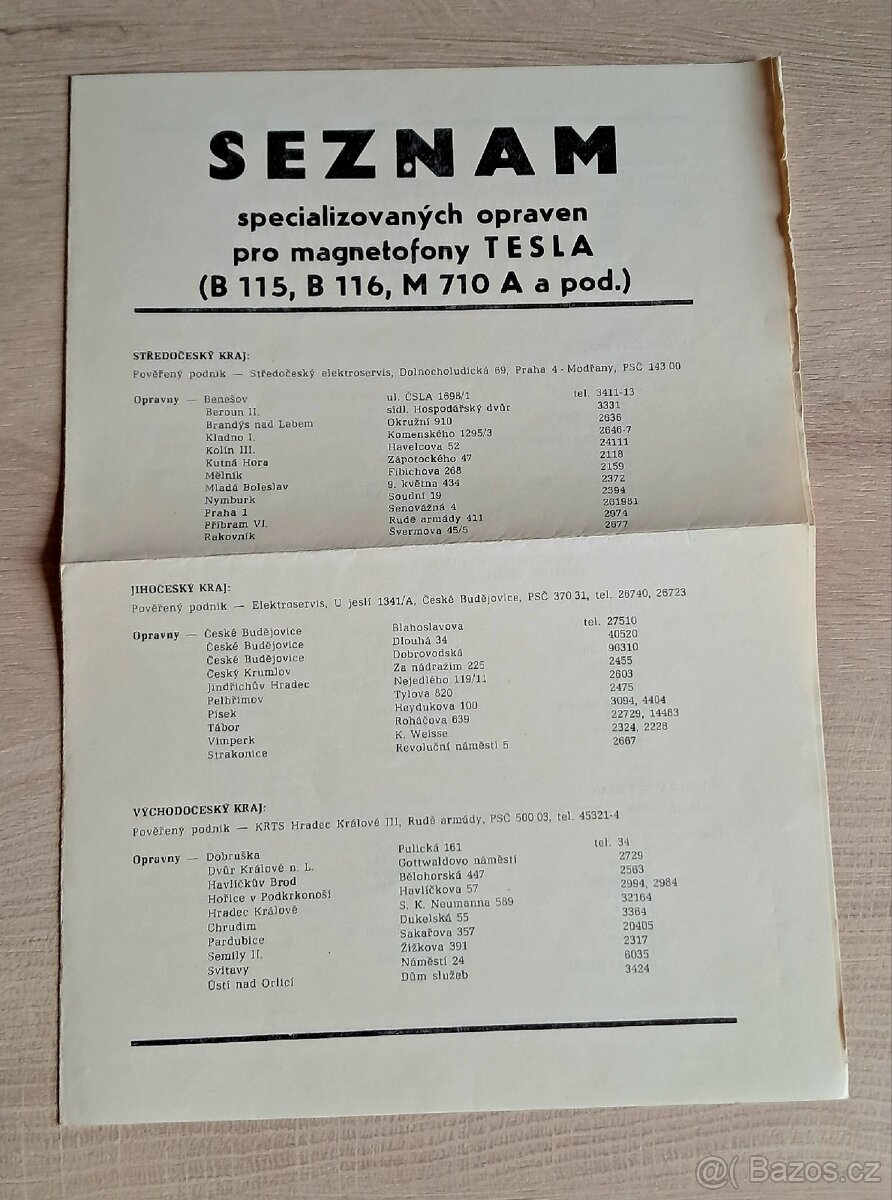 SEZNAM
specializovaných opraven
pro magnetofony TESLA
(B 115, B 116, M 710 A a pod.)
STŘEDOČESKÝ KRAJ:
Pověřený podnik — Středočeský elektroservis, Dolnocholudická 69, Praha 4 - Modřany, PSČ 143 00
Opravny — Benešov ul. ČSLA 1698/1 tel. 3411-13
Beroun II. sídl. Hospodářský dvůr 3331
Brandýs nad Labem Okružní 910 2636
Kladno I. Komenského 1295/3 2646-7
Kolín III. Havelcova 52 24111
Kutná Hora Zápotockého 47 2118
Mělník Fibichova 268 2159
Mladá Boleslav 9. května 434 2372
Nymburk Soudní 19 2394
Praha 1 Senovážná 4 261981
Příbram VI. Rudé armády 411 2974
Rakovník Švermova 45/5 2677
JIHOČESKÝ KRAJ:
Pověřený podnik — Elektroservis, U jeslí 1341/A, České Budějovice, PSČ 370 31, tel. 26740, 26723
Opravny — České Budějovice Blahoslavova tel. 27510
České Budějovice Dlouhá 34 40520
České Budějovice Dobrovodská 96310
Český Krumlov Za nádražím 225 2455
Jindřichův Hradec Nejedlého 119/11 2603
Pelhřimov Tylova 820 2475
Písek Heydukova 100 3094, 4404
Tábor Roháčova 639 22729, 14463
Vimperk K. Weisse 2324, 2228
Strakonice Revoluční náměstí 5 2667
VÝCHODOČESKÝ KRAJ:
Pověřený podnik — KRTS Hradec Králové III, Rudé armády, PSČ 500 03, tel. 45321-4
Opravny — Dobruška Pulická 161 tel. 34
Dvůr Králové n. L. Gottwaldovo náměstí 2729
Havlíčkův Brod Bělohorská 447 2563
Hořice v Podkrkonoší Havlíčkova 57 2994, 2984
Hradec Králové S. K. Neumanna 589 32164
Chrudim Dukelská 55 3364
Pardubice Sakařova 357 20405
Semily II. Žižkova 391 2317
Svitavy Náměstí 24 6035
Ústí nad Orlicí Dům služeb 3424
@( Bazos.cz